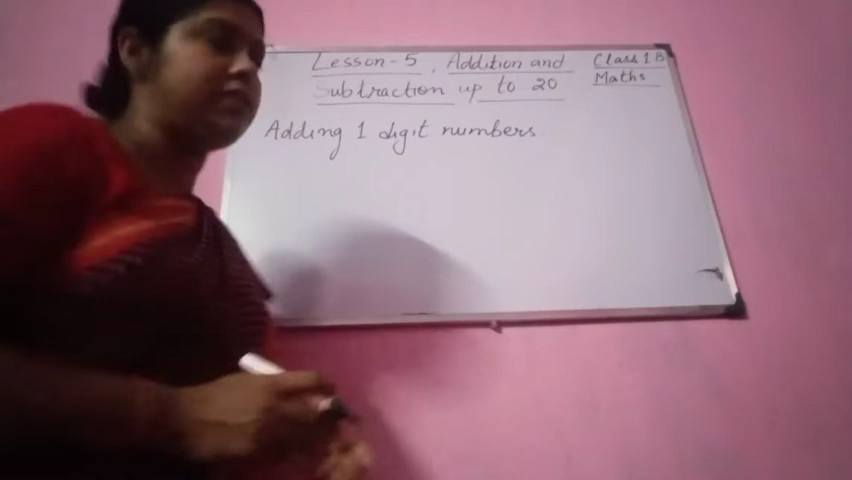 Lesson-5, Addition and
Subtraction up to 20
Class 1 B
Maths
Adding 1 digit numbers